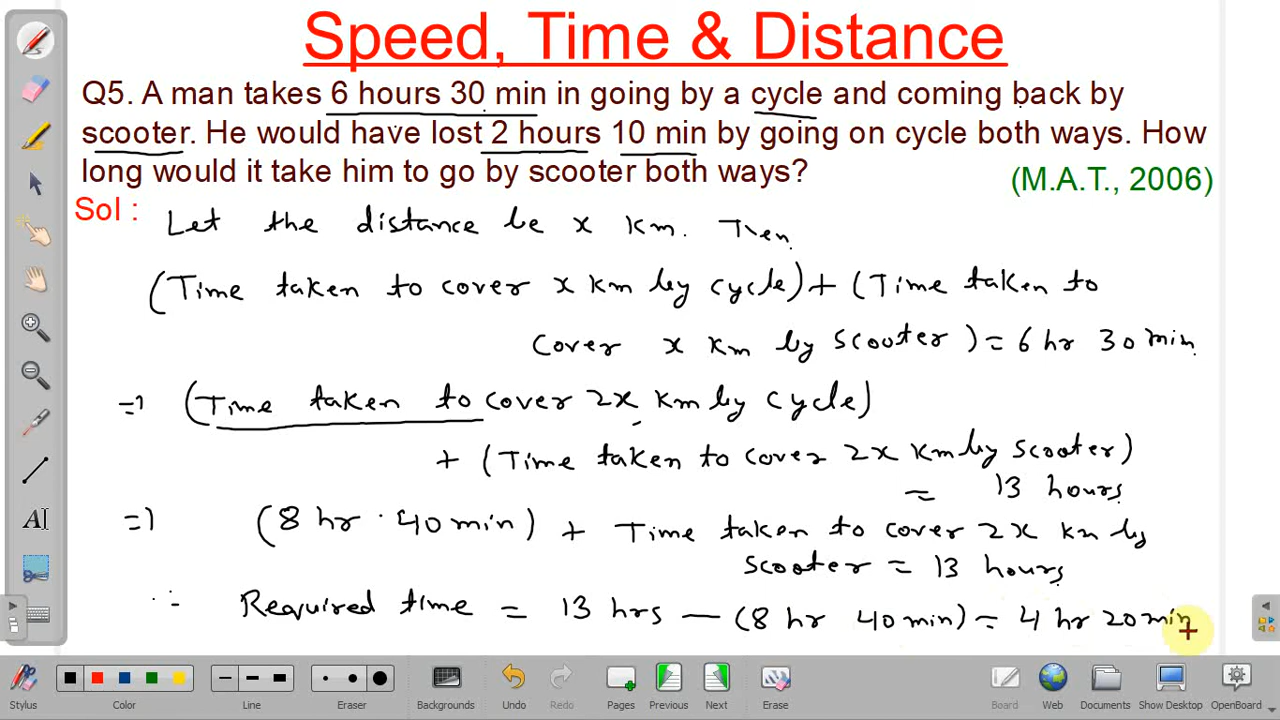 Speed, Time & Distance
Q5. A man takes 6 hours 30 min in going by a cycle and coming back by
scooter. He would have lost 2 hours 10 min by going on cycle both ways. How
long would it take him to go by scooter both ways?
(M.A.T., 2006)
Sol :
Let the distance be x km. Then
(Time taken to cover x km by cycle) + (Time taken to
cover x km by scooter) = 6 hr 30 min
=> (Time taken to cover 2x km by cycle)
+ (Time taken to cover 2x km by scooter)
= 13 hours
=> (8 hr . 40 min) + Time taken to cover 2x km by
scooter = 13 hours
∴ Required time = 13 hrs — (8 hr 40 min) = 4 hr 20 min
Stylus
Color
Line
Eraser
Backgrounds
Undo
Redo
Pages
Previous
Next
Erase
Board
Web
Documents
Show Desktop
OpenBoard